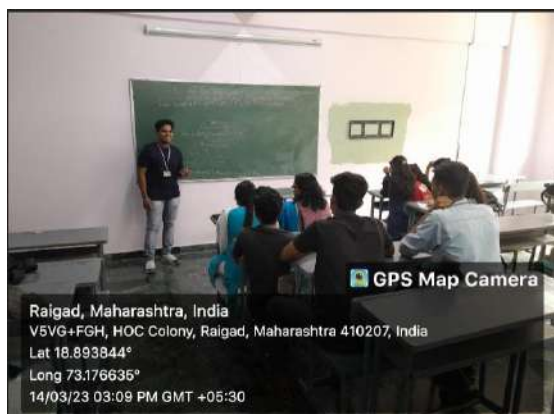 GPS Map Camera
Raigad, Maharashtra, India
V5VG+FGH, HOC Colony, Raigad, Maharashtra 410207, India
Lat 18.893844°
Long 73.176635°
14/03/23 03:09 PM GMT +05:30